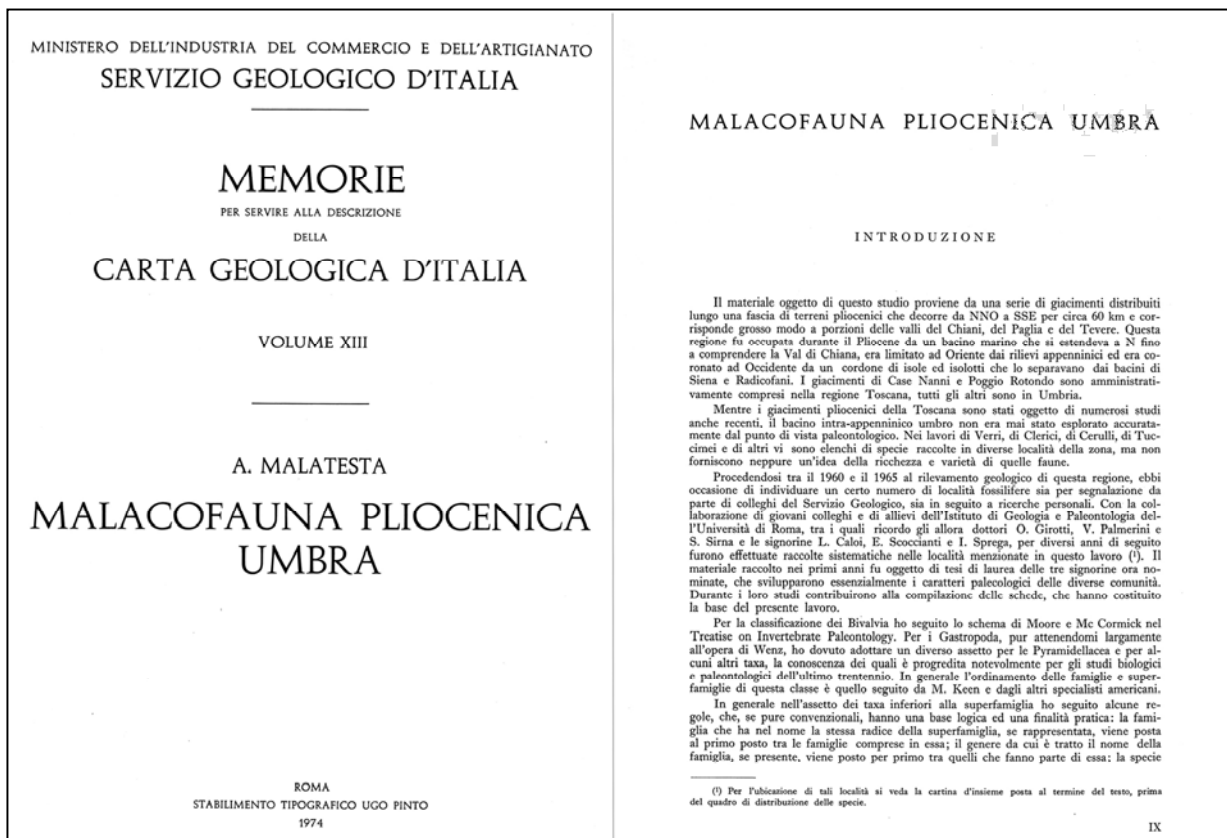 MINISTERO DELL'INDUSTRIA DEL COMMERCIO E DELL'ARTIGIANATO
SERVIZIO GEOLOGICO D'ITALIA
MEMORIE
PER SERVIRE ALLA DESCRIZIONE
DELLA
CARTA GEOLOGICA D'ITALIA
VOLUME XIII
A. MALATESTA
MALACOFAUNA PLIOCENICA
UMBRA
ROMA
STABILIMENTO TIPOGRAFICO UGO PINTO
1974
MALACOFAUNA PLIOCENICA UMBRA
INTRODUZIONE
Il materiale oggetto di questo studio proviene da una serie di giacimenti distribuiti
lungo una fascia di terreni pliocenici che decorre da NNO a SSE per circa 60 km e cor-
risponde grosso modo a porzioni delle valli del Chiani, del Paglia e del Tevere. Questa
regione fu occupata durante il Pliocene da un bacino marino che si estendeva a N fino
a comprendere la Val di Chiana, era limitato ad Oriente dai rilievi appenninici ed era co-
ronato ad Occidente da un cordone di isole ed isolotti che lo separavano dai bacini di
Siena e Radicofani. I giacimenti di Case Nanni e Poggio Rotondo sono amministrati-
vamente compresi nella regione Toscana, tutti gli altri sono in Umbria.
Mentre i giacimenti pliocenici della Toscana sono stati oggetto di numerosi studi
anche recenti, il bacino intra-appenninico umbro non era mai stato esplorato accurata-
mente dal punto di vista paleontologico. Nei lavori di Verri, di Clerici, di Cerulli, di Tuc-
cimei e di altri vi sono elenchi di specie raccolte in diverse località della zona, ma non
forniscono neppure un'idea della ricchezza e varietà di quelle faune.
Procedendosi tra il 1960 e il 1965 al rilevamento geologico di questa regione, ebbi
occasione di individuare un certo numero di località fossilifere sia per segnalazione da
parte di colleghi del Servizio Geologico, sia in seguito a ricerche personali. Con la col-
laborazione di giovani colleghi e di allievi dell'Istituto di Geologia e Paleontologia del-
l'Università di Roma, tra i quali ricordo gli allora dottori O. Girotti, V. Palmerini e
S. Sirna e le signorine L. Caloi, E. Scoccianti e I. Sprega, per diversi anni di seguito
furono effettuate raccolte sistematiche nelle località menzionate in questo lavoro (¹). Il
materiale raccolto nei primi anni fu oggetto di tesi di laurea delle tre signorine ora no-
minate, che svilupparono essenzialmente i caratteri palecologici delle diverse comunità.
Durante i loro studi contribuirono alla compilazione delle schede, che hanno costituito
la base del presente lavoro.
Per la classificazione dei Bivalvia ho seguito lo schema di Moore e Mc Cormick nel
Treatise on Invertebrate Paleontology. Per i Gastropoda, pur attenendomi largamente
all'opera di Wenz, ho dovuto adottare un diverso assetto per le Pyramidellacea e per al-
cuni altri taxa, la conoscenza dei quali è progredita notevolmente per gli studi biologici
e paleontologici dell'ultimo trentennio. In generale l'ordinamento delle famiglie e super-
famiglie di questa classe è quello seguito da M. Keen e dagli altri specialisti americani.
In generale nell'assetto dei taxa inferiori alla superfamiglia ho seguito alcune re-
gole, che, se pure convenzionali, hanno una base logica ed una finalità pratica: la fami-
glia che ha nel nome la stessa radice della superfamiglia, se rappresentata, viene posta
al primo posto tra le famiglie comprese in essa; il genere da cui è tratto il nome della
famiglia, se presente, viene posto per primo tra quelli che fanno parte di essa: la specie
(¹) Per l'ubicazione di tali località si veda la cartina d'insieme posta al termine del testo, prima
del quadro di distribuzione delle specie.
IX